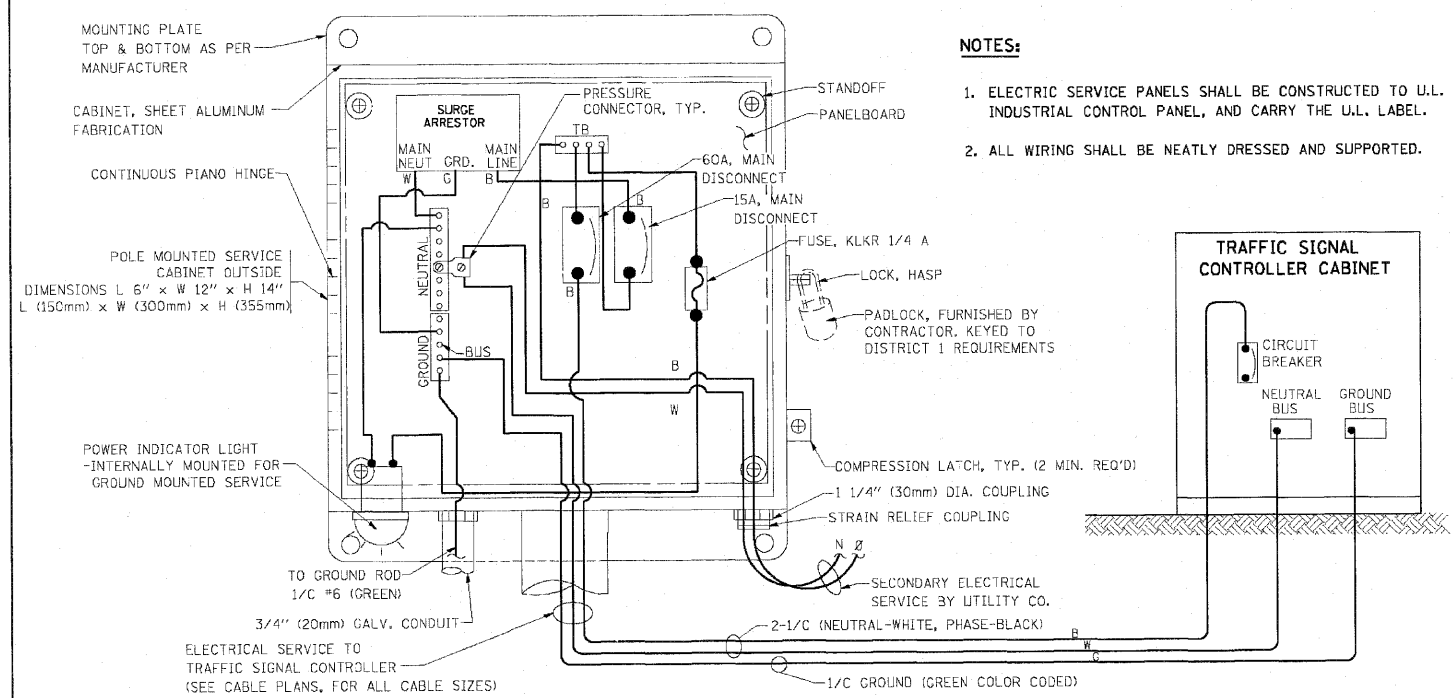 MOUNTING PLATE
TOP & BOTTOM AS PER
MANUFACTURER
CABINET, SHEET ALUMINUM
FABRICATION
CONTINUOUS PIANO HINGE
POLE MOUNTED SERVICE
CABINET OUTSIDE
DIMENSIONS L 6" x W 12" x H 14"
L (150mm) x W (300mm) x H (355mm)
POWER INDICATOR LIGHT
-INTERNALLY MOUNTED FOR
GROUND MOUNTED SERVICE
SURGE
ARRESTOR
MAIN
NEUT
GRD.
MAIN
LINE
W
G
B
PRESSURE
CONNECTOR, TYP.
TB
STANDOFF
PANELBOARD
60A, MAIN
DISCONNECT
15A, MAIN
DISCONNECT
B
B
B
FUSE, KLKR 1/4 A
NEUTRAL
GROUND
BUS
B
W
LOCK, HASP
PADLOCK, FURNISHED BY
CONTRACTOR. KEYED TO
DISTRICT 1 REQUIREMENTS
COMPRESSION LATCH, TYP. (2 MIN. REQ'D)
1 1/4" (30mm) DIA. COUPLING
STRAIN RELIEF COUPLING
N Ø
SECONDARY ELECTRICAL
SERVICE BY UTILITY CO.
TO GROUND ROD
1/C #6 (GREEN)
3/4" (20mm) GALV. CONDUIT
ELECTRICAL SERVICE TO
TRAFFIC SIGNAL CONTROLLER
(SEE CABLE PLANS, FOR ALL CABLE SIZES)
2-1/C (NEUTRAL-WHITE, PHASE-BLACK)
B
W
G
1/C GROUND (GREEN COLOR CODED)
NOTES:
1. ELECTRIC SERVICE PANELS SHALL BE CONSTRUCTED TO U.L.
INDUSTRIAL CONTROL PANEL, AND CARRY THE U.L. LABEL.
2. ALL WIRING SHALL BE NEATLY DRESSED AND SUPPORTED.
TRAFFIC SIGNAL
CONTROLLER CABINET
CIRCUIT
BREAKER
NEUTRAL
BUS
GROUND
BUS